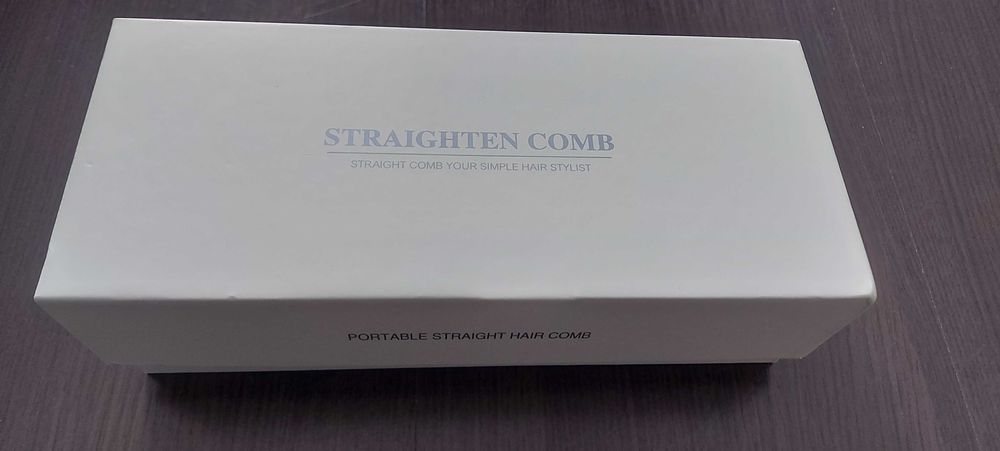 STRAIGHTEN COMB
STRAIGHT COMB YOUR SIMPLE HAIR STYLIST
PORTABLE STRAIGHT HAIR COMB